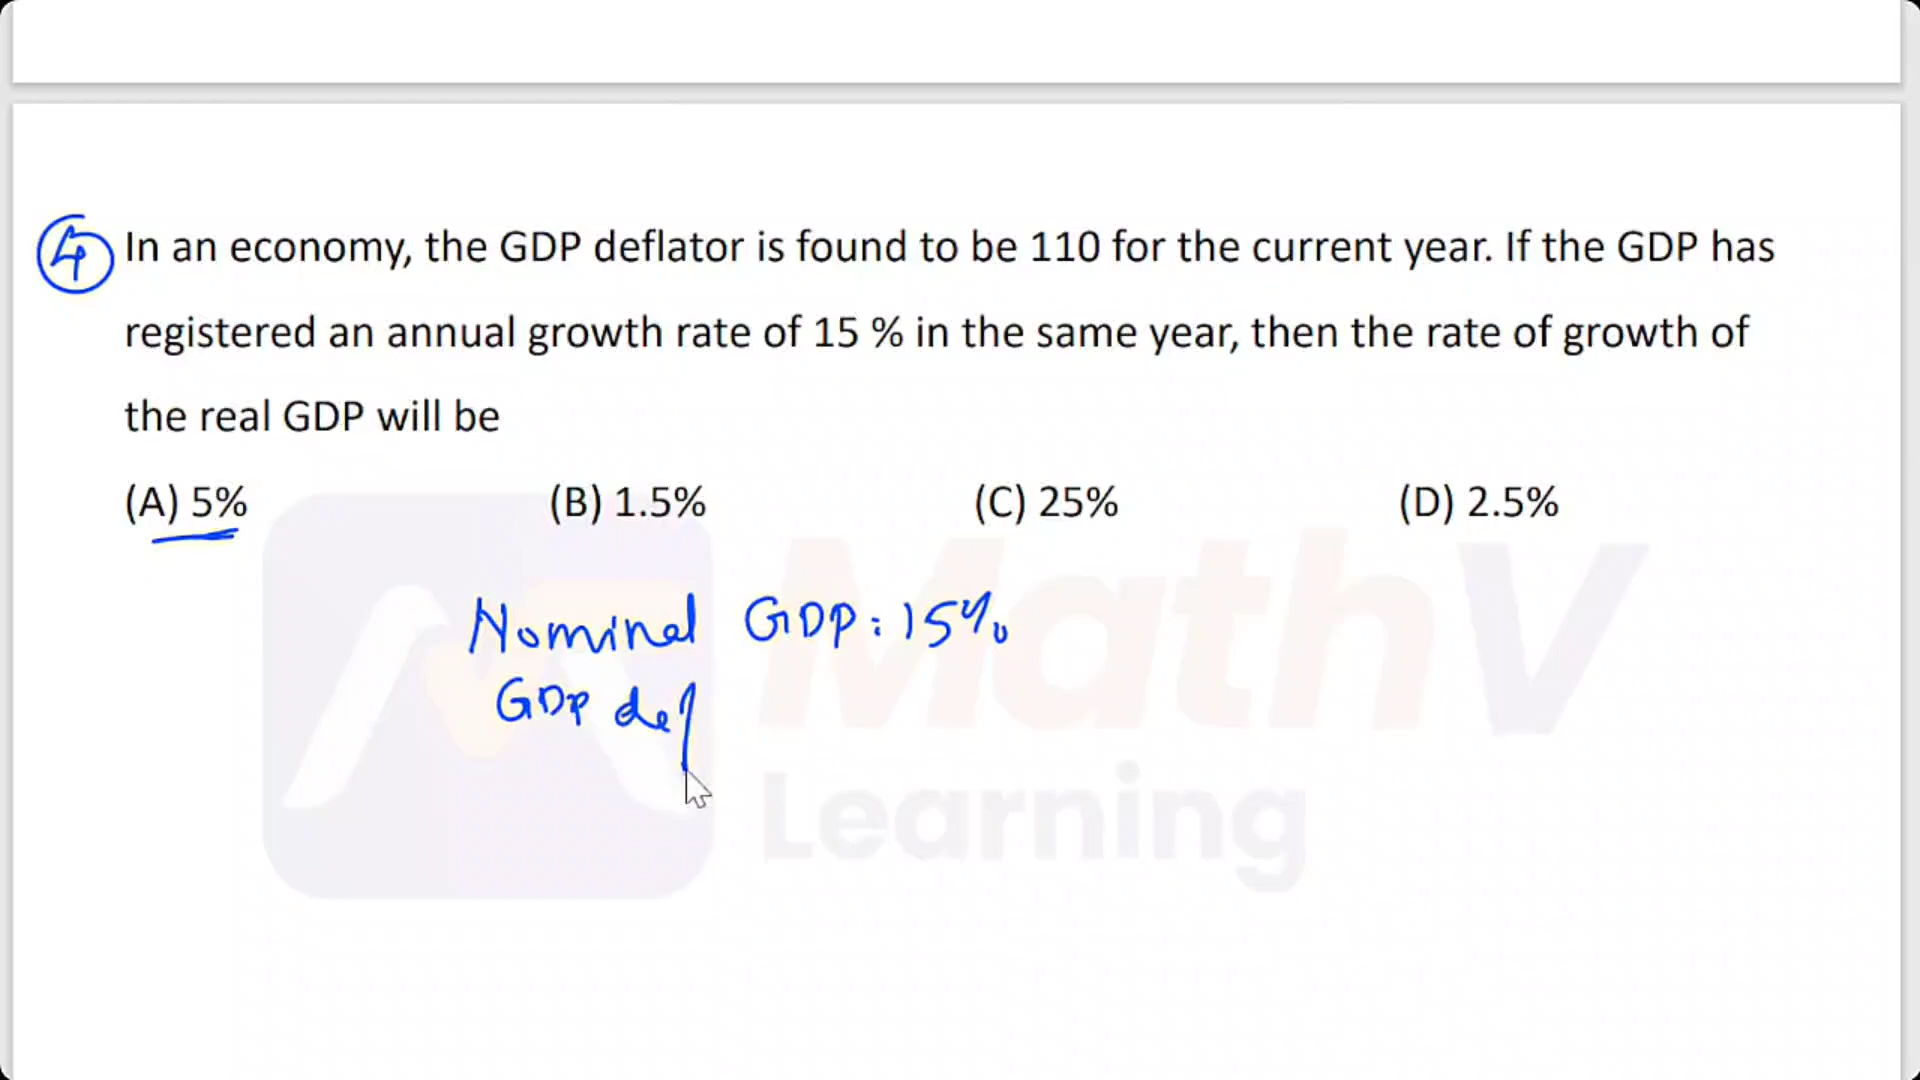 ④ In an economy, the GDP deflator is found to be 110 for the current year. If the GDP has
registered an annual growth rate of 15 % in the same year, then the rate of growth of
the real GDP will be
(A) 5% (B) 1.5% (C) 25% (D) 2.5%
Nominal GDP: 15%
GDP def
MathV
Learning